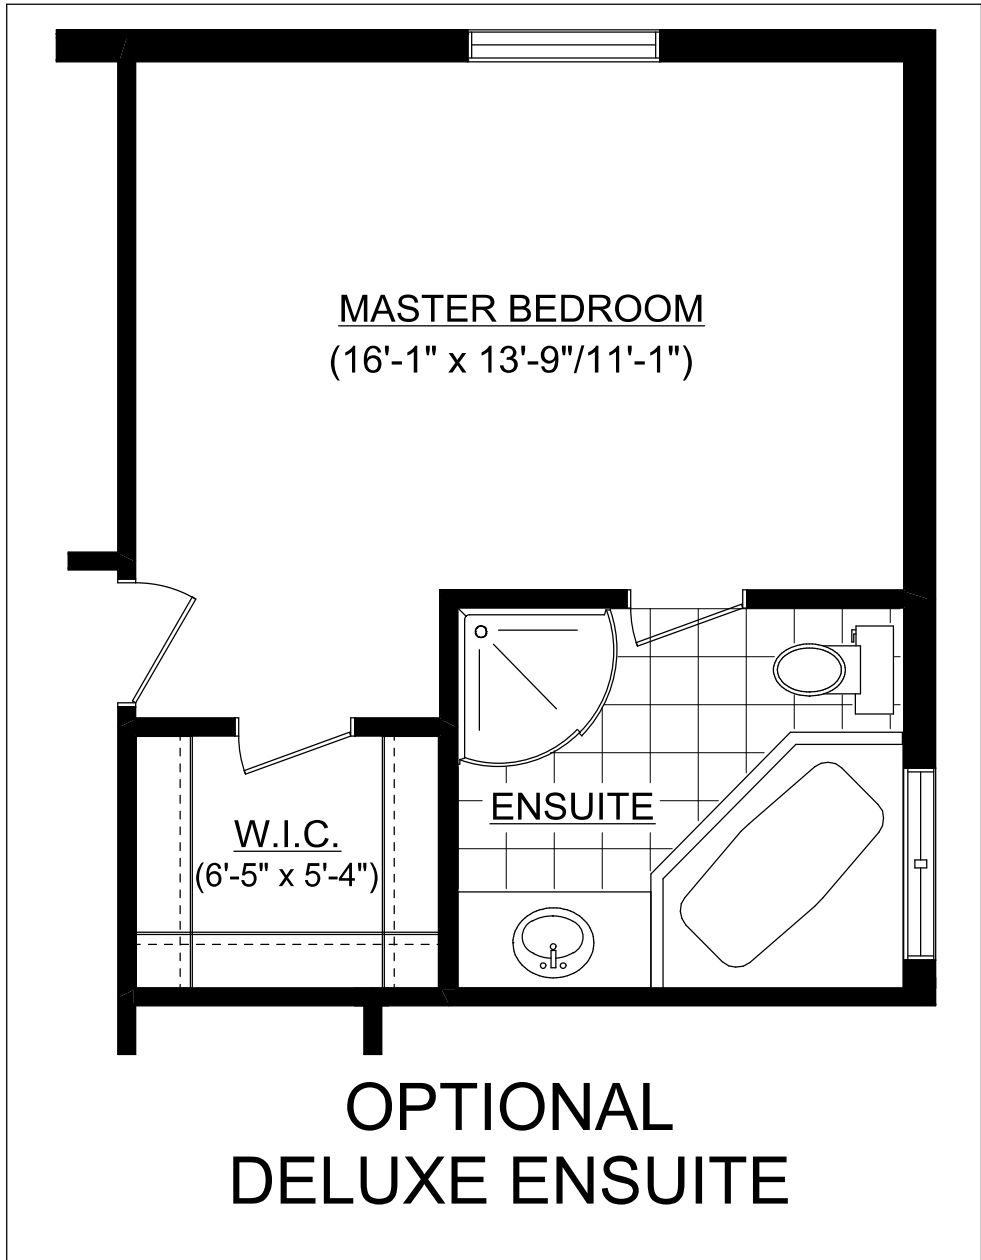 MASTER BEDROOM
(16'-1" x 13'-9"/11'-1")
ENSUITE
W.I.C.
(6'-5" x 5'-4")
OPTIONAL
DELUXE ENSUITE